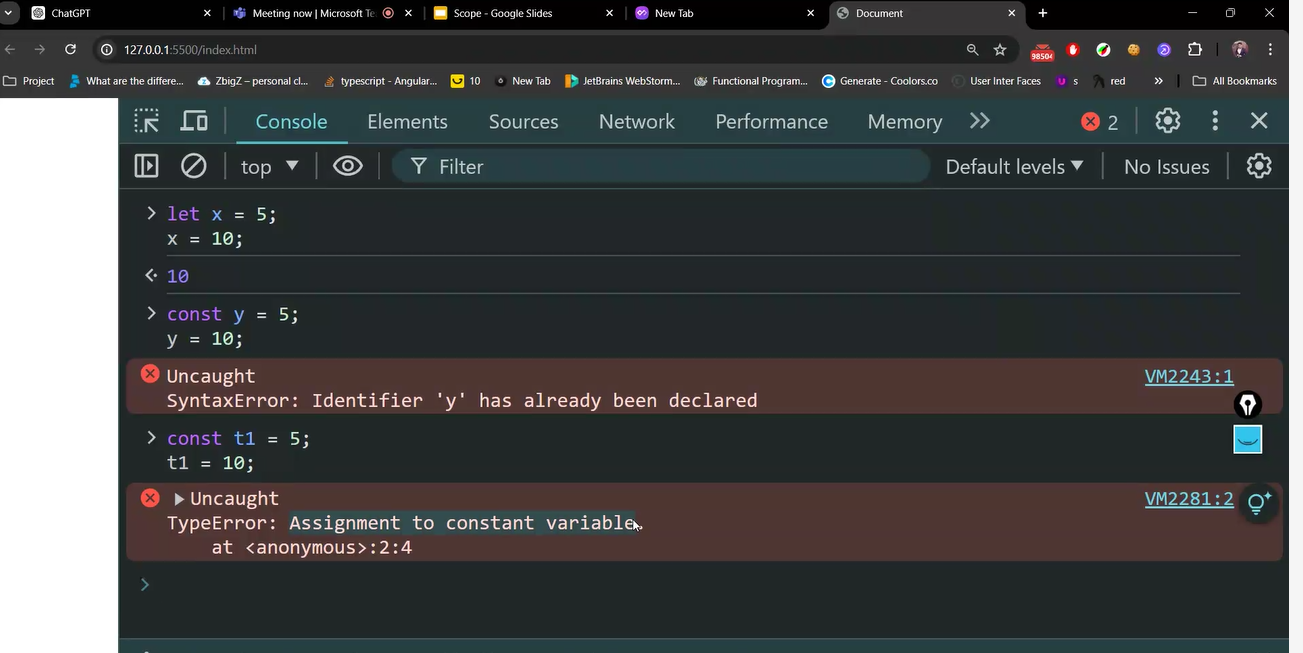 ChatGPT
Meeting now | Microsoft Te
Scope - Google Slides
New Tab
Document
127.0.0.1:5500/index.html
98504
Project
What are the differe...
ZbigZ – personal cl...
typescript - Angular...
10
New Tab
JetBrains WebStorm...
Functional Program...
Generate - Coolors.co
User Inter Faces
s
red
All Bookmarks
Console
Elements
Sources
Network
Performance
Memory
2
top
Filter
Default levels
No Issues
let x = 5;
x = 10;
10
const y = 5;
y = 10;
Uncaught
VM2243:1
SyntaxError: Identifier 'y' has already been declared
const t1 = 5;
t1 = 10;
Uncaught
VM2281:2
TypeError: Assignment to constant variable.
at <anonymous>:2:4